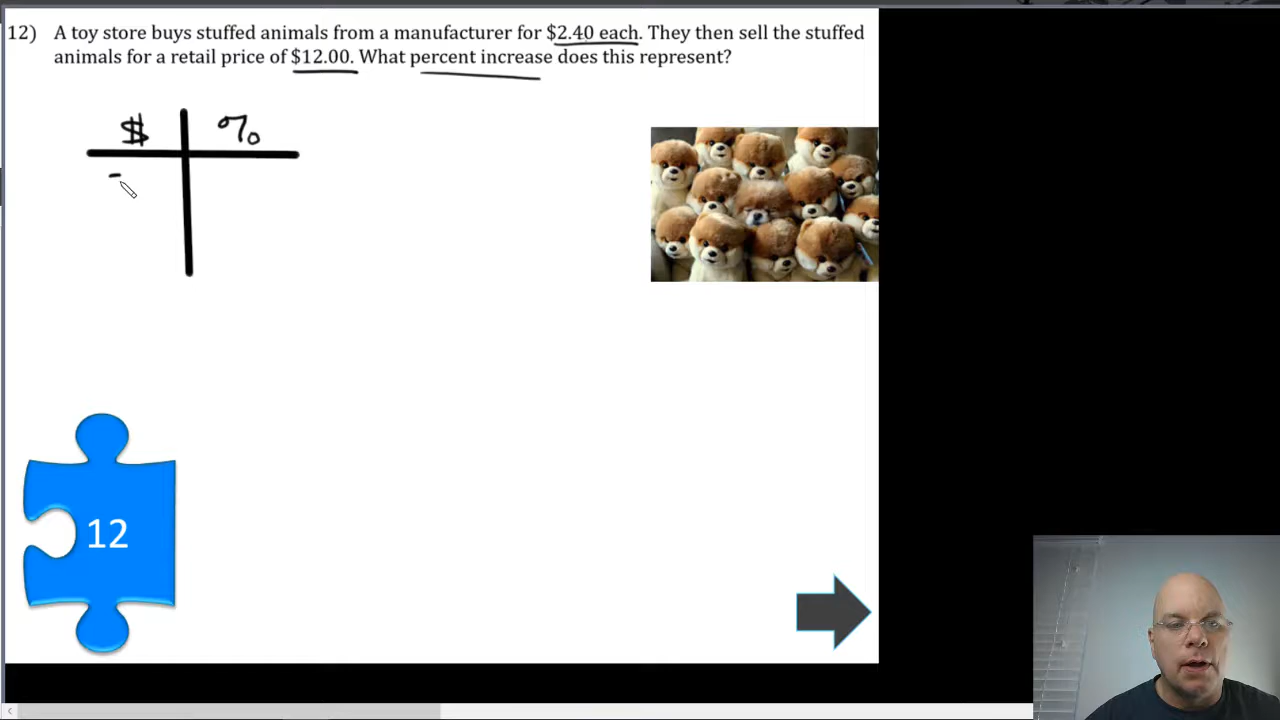 12) A toy store buys stuffed animals from a manufacturer for $2.40 each. They then sell the stuffed
animals for a retail price of $12.00. What percent increase does this represent?
$ %
12